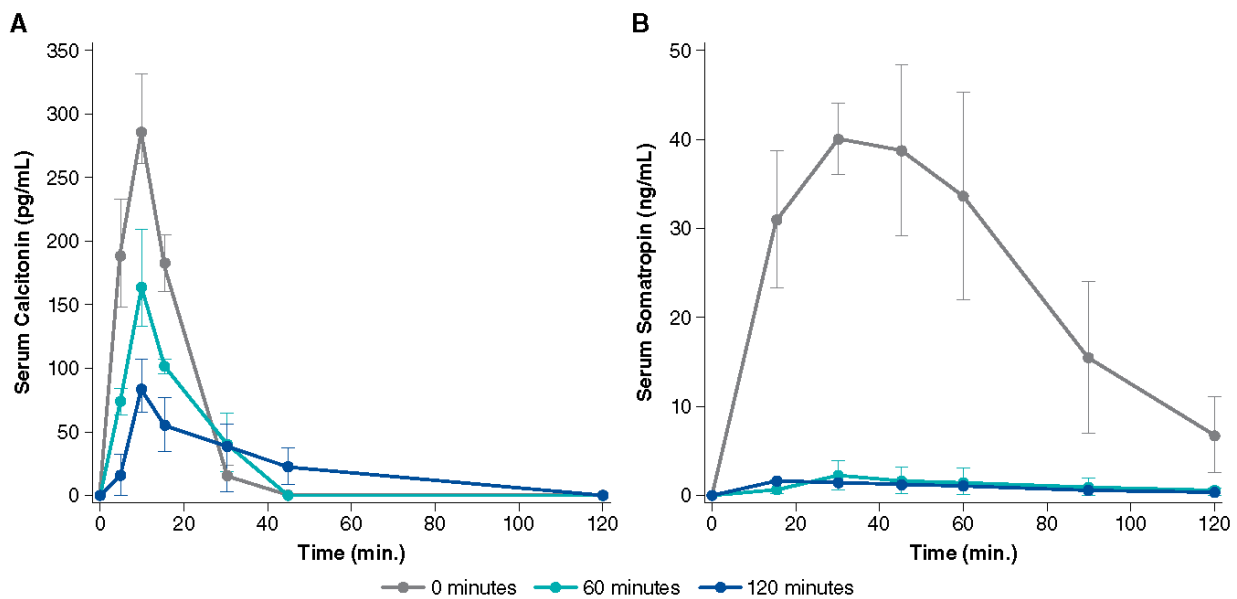 A
350
300
250
200
150
100
50
0
Serum Calcitonin (pg/mL)
0 20 40 60 80 100 120
Time (min.)
B
50
40
30
20
10
0
Serum Somatropin (ng/mL)
0 20 40 60 80 100 120
Time (min.)
0 minutes 60 minutes 120 minutes